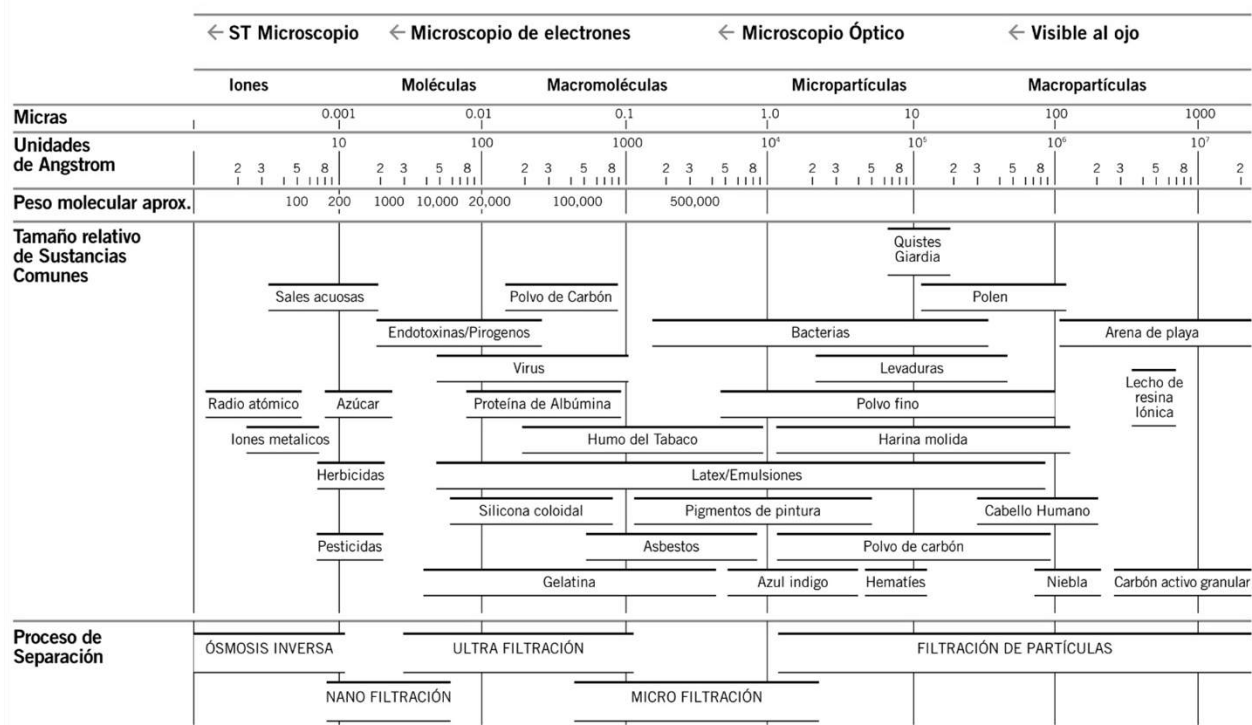 ← ST Microscopio ← Microscopio de electrones ← Microscopio Óptico ← Visible al ojo
Iones Moléculas Macromoléculas Micropartículas Macropartículas
Micras 0.001 0.01 0.1 1.0 10 100 1000
Unidades de Angstrom 10 100 1000 10⁴ 10⁵ 10⁶ 10⁷
2 3 5 8 2 3 5 8 2 3 5 8 2 3 5 8 2 3 5 8 2 3 5 8 2 3 5 8 2
Peso molecular aprox. 100 200 1000 10,000 20,000 100,000 500,000
Tamaño relativo
de Sustancias
Comunes
Quistes
Giardia
Sales acuosas Polvo de Carbón Polen
Endotoxinas/Pirogenos Bacterias Arena de playa
Virus Levaduras
Lecho de
resina
Iónica
Radio atómico Azúcar Proteína de Albúmina Polvo fino
Iones metalicos Humo del Tabaco Harina molida
Herbicidas Latex/Emulsiones
Silicona coloidal Pigmentos de pintura Cabello Humano
Pesticidas Asbestos Polvo de carbón
Gelatina Azul indigo Hematíes Niebla Carbón activo granular
Proceso de
Separación
ÓSMOSIS INVERSA ULTRA FILTRACIÓN FILTRACIÓN DE PARTÍCULAS
NANO FILTRACIÓN MICRO FILTRACIÓN